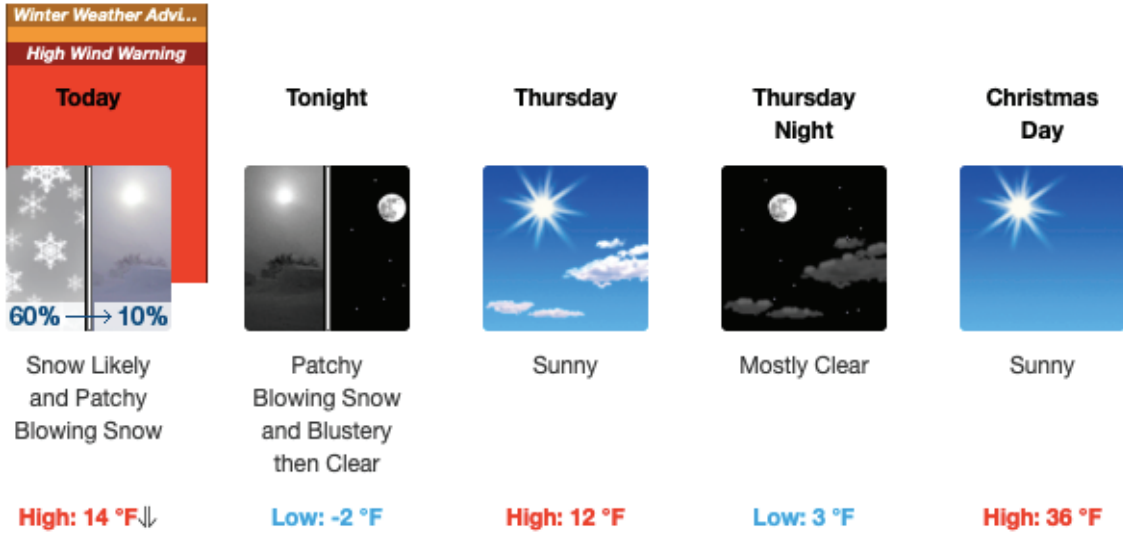 Winter Weather Advi...
High Wind Warning
Today
Tonight
Thursday
Thursday
Night
Christmas
Day
60% → 10%
Snow Likely
and Patchy
Blowing Snow
Patchy
Blowing Snow
and Blustery
then Clear
Sunny
Mostly Clear
Sunny
High: 14 °F⇓
Low: -2 °F
High: 12 °F
Low: 3 °F
High: 36 °F